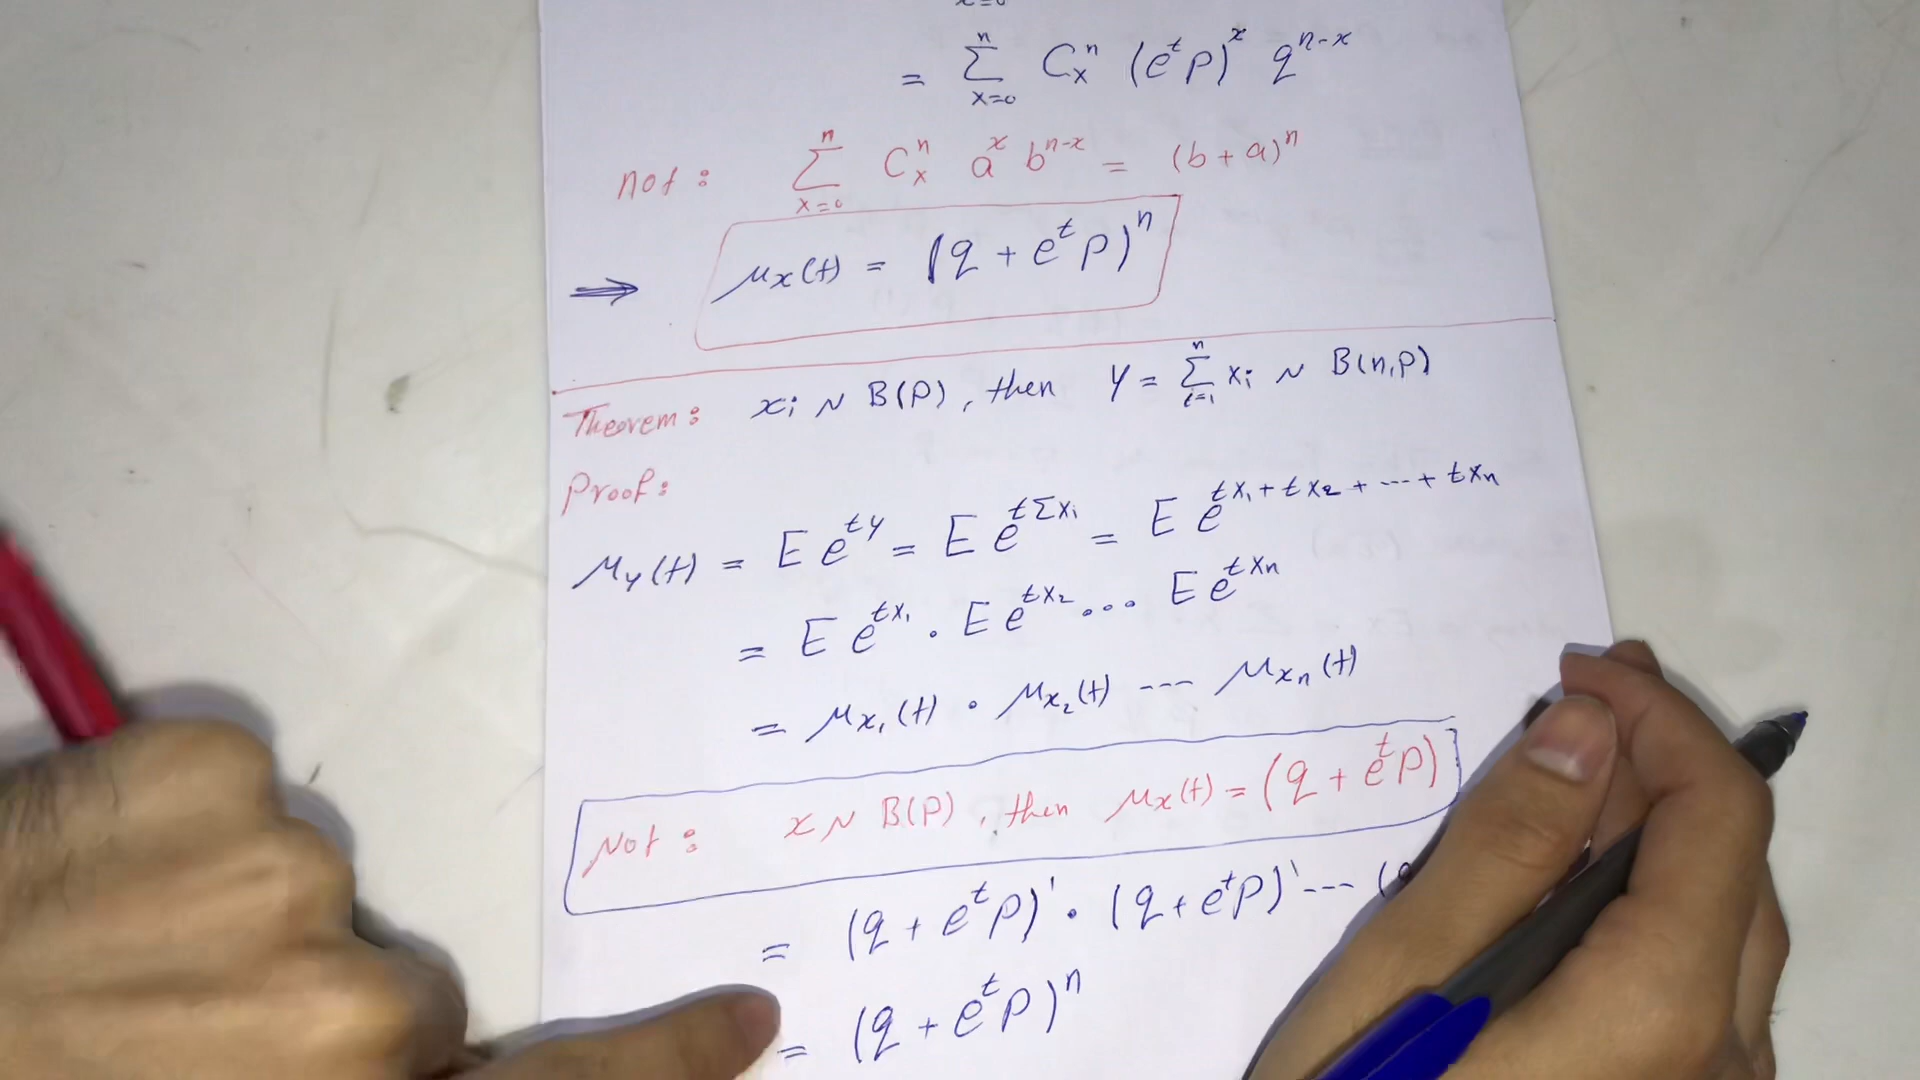 x=0
= Σ_{x=0}^{n} C_x^n (e^t p)^x q^{n-x}
not: Σ_{x=0}^{n} C_x^n a^x b^{n-x} = (b + a)^n
⇒ μ_x(t) = (q + e^t p)^n
Theorem: x_i ~ B(P), then Y = Σ_{i=1}^{n} x_i ~ B(n,P)
Proof:
μ_Y(t) = E e^{tY} = E e^{tΣx_i} = E e^{tx_1 + tx_2 + --- + tx_n}
= E e^{tx_1} . E e^{tx_2} ... E e^{tx_n}
= μ_{x_1}(t) . μ_{x_2}(t) --- μ_{x_n}(t)
Not: x ~ B(P), then μ_x(t) = (q + e^t P)
= (q + e^t p)^1 . (q + e^t p)^1 --- (
= (q + e^t p)^n